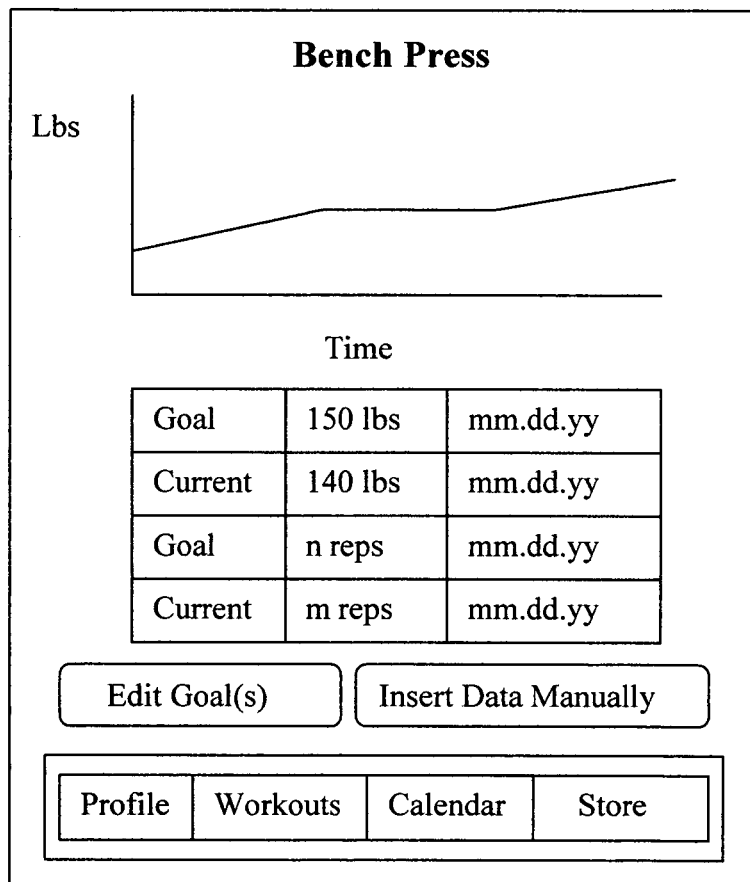 Bench Press
Lbs
Time
Goal 150 lbs mm.dd.yy
Current 140 lbs mm.dd.yy
Goal n reps mm.dd.yy
Current m reps mm.dd.yy
Edit Goal(s) Insert Data Manually
Profile Workouts Calendar Store